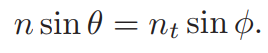 n sin θ = n_t sin ϕ.